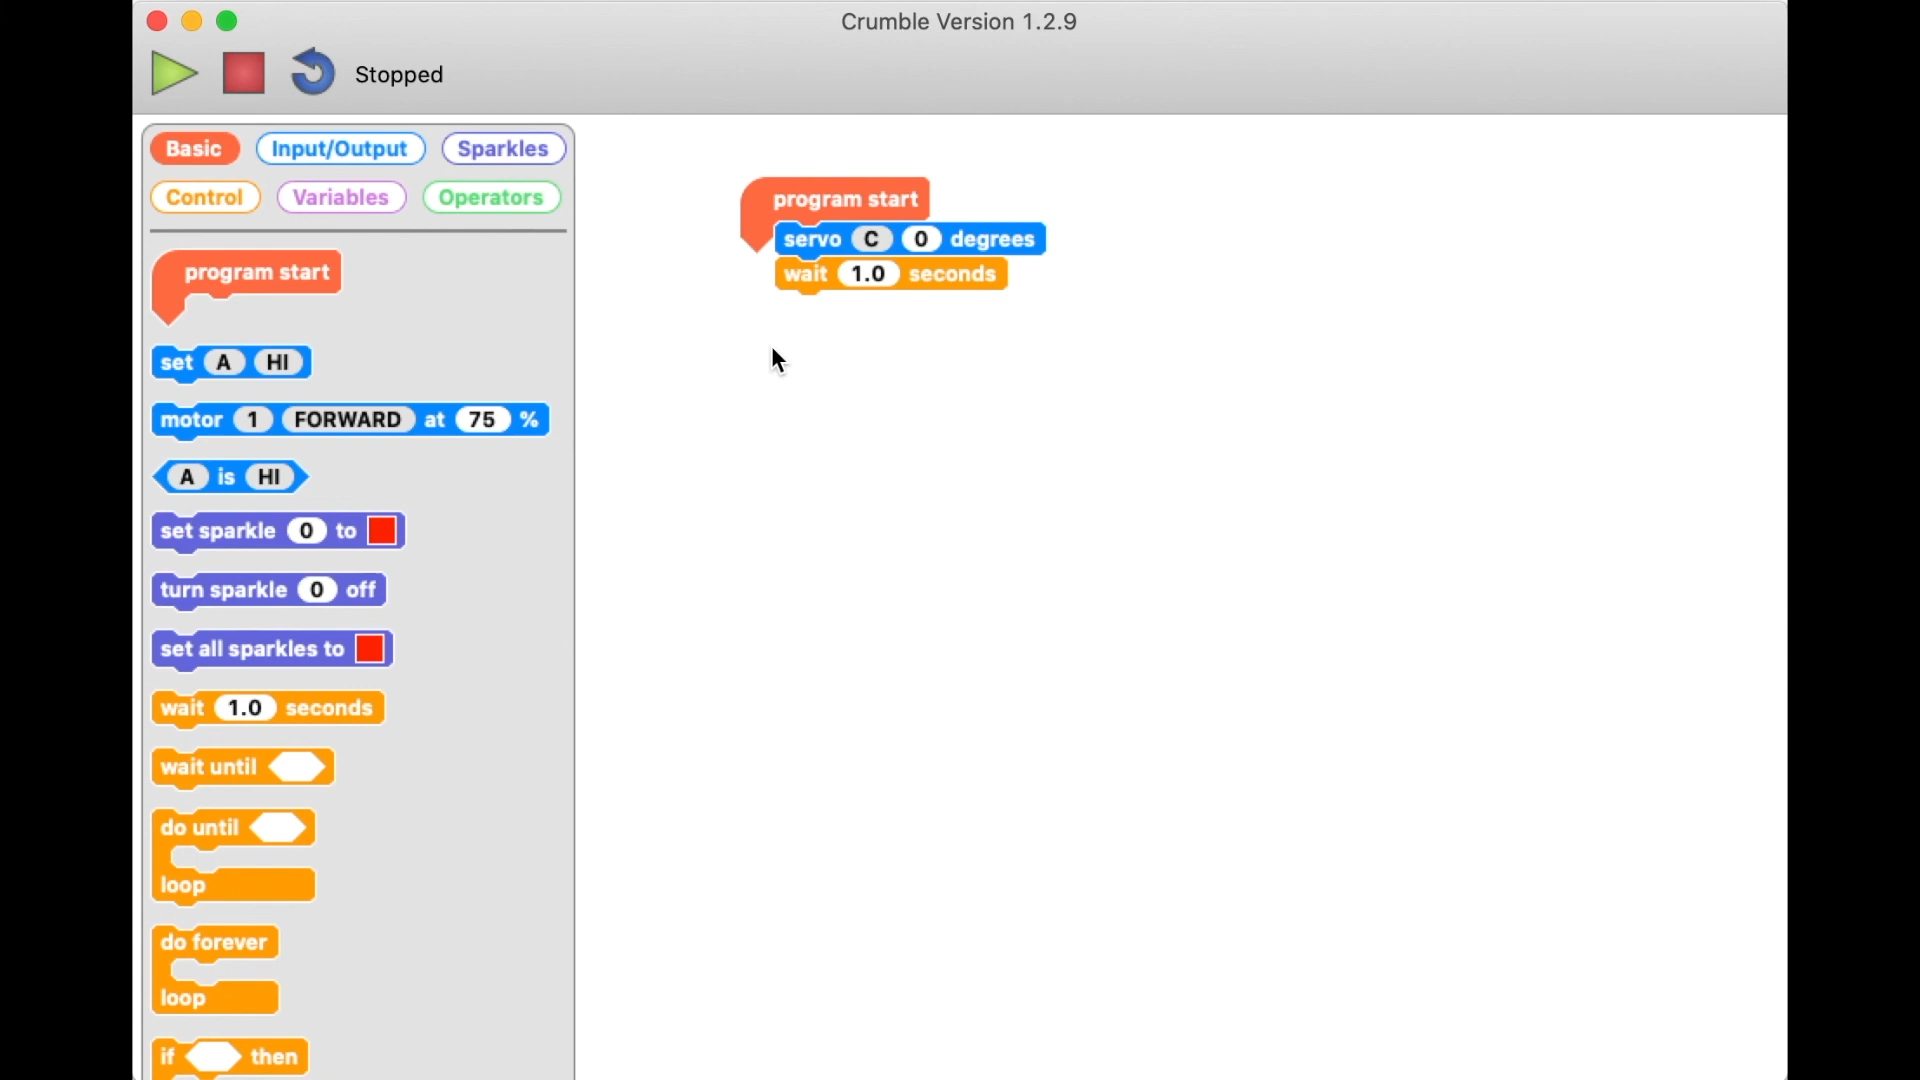 Crumble Version 1.2.9
Stopped
Basic Input/Output Sparkles
Control Variables Operators
program start
set A HI
motor 1 FORWARD at 75 %
A is HI
set sparkle 0 to
turn sparkle 0 off
set all sparkles to
wait 1.0 seconds
wait until
do until
loop
do forever
loop
if then
program start
servo C 0 degrees
wait 1.0 seconds